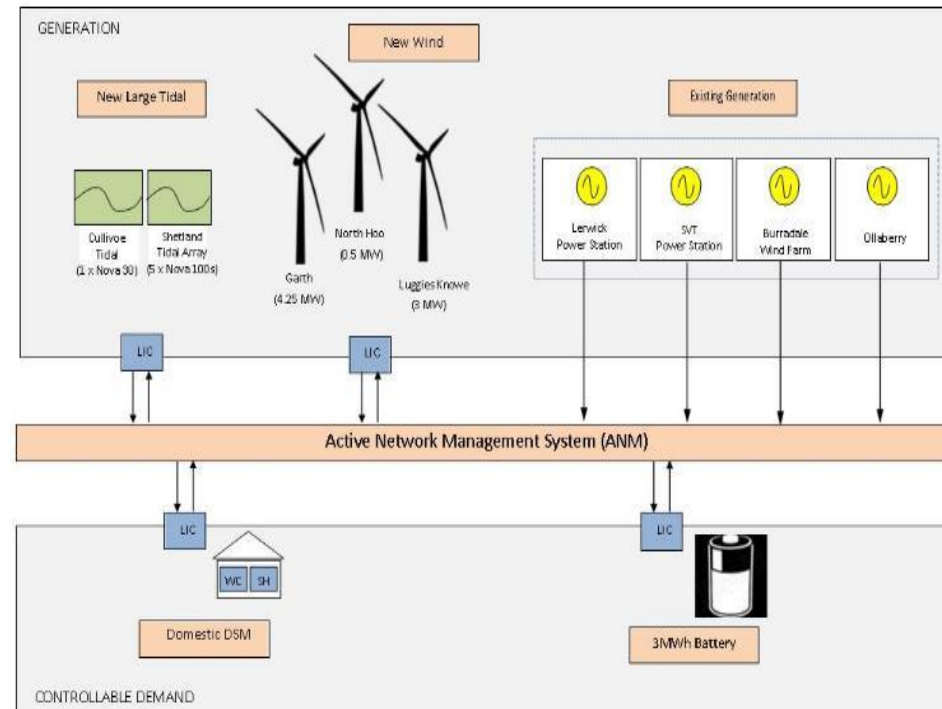 GENERATION
New Wind
New Large Tidal
Existing Generation
Cullivoe
Tidal
(1 x Nova 30)
Shetland
Tidal Array
(5 x Nova 100s)
Garth
(4.25 MW)
North Hoo
(0.5 MW)
Luggies Knowe
(3 MW)
Lerwick
Power Station
SVT
Power Station
Burradale
Wind Farm
Ollaberry
LIC
LIC
Active Network Management System (ANM)
LIC
LIC
WC
SH
Domestic DSM
3MWh Battery
CONTROLLABLE DEMAND